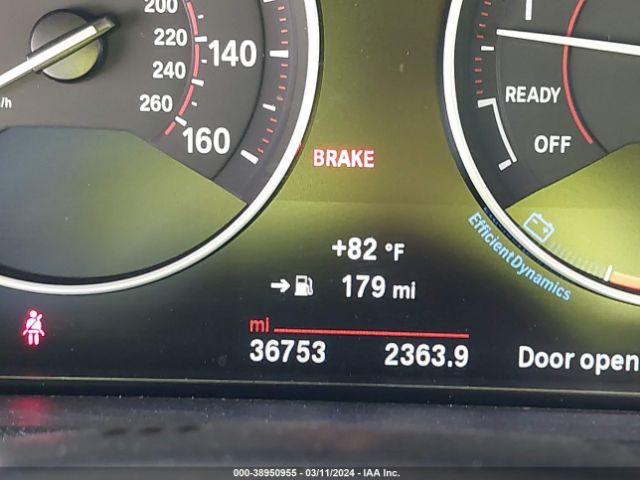 200
220
240
260
140
160
/h
READY
OFF
BRAKE
+82 °F
179 mi
EfficientDynamics
mi
36753 2363.9
Door open
000-38950955 - 03/11/2024 - IAA Inc.